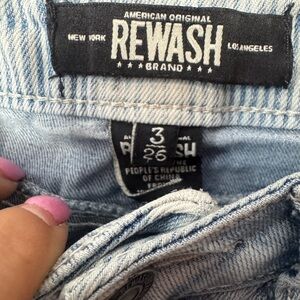 AMERICAN ORIGINAL
NEW YORK REWASH LOS ANGELES
BRAND
3
26
PEOPLE'S REPUBLIC
OF CHINA